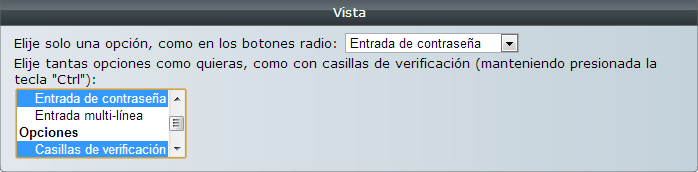 Vista
Elije solo una opción, como en los botones radio: Entrada de contraseña
Elije tantas opciones como quieras, como con casillas de verificación (manteniendo presionada la
tecla "Ctrl"):
Entrada de contraseña
Entrada multi-línea
Opciones
Casillas de verificación